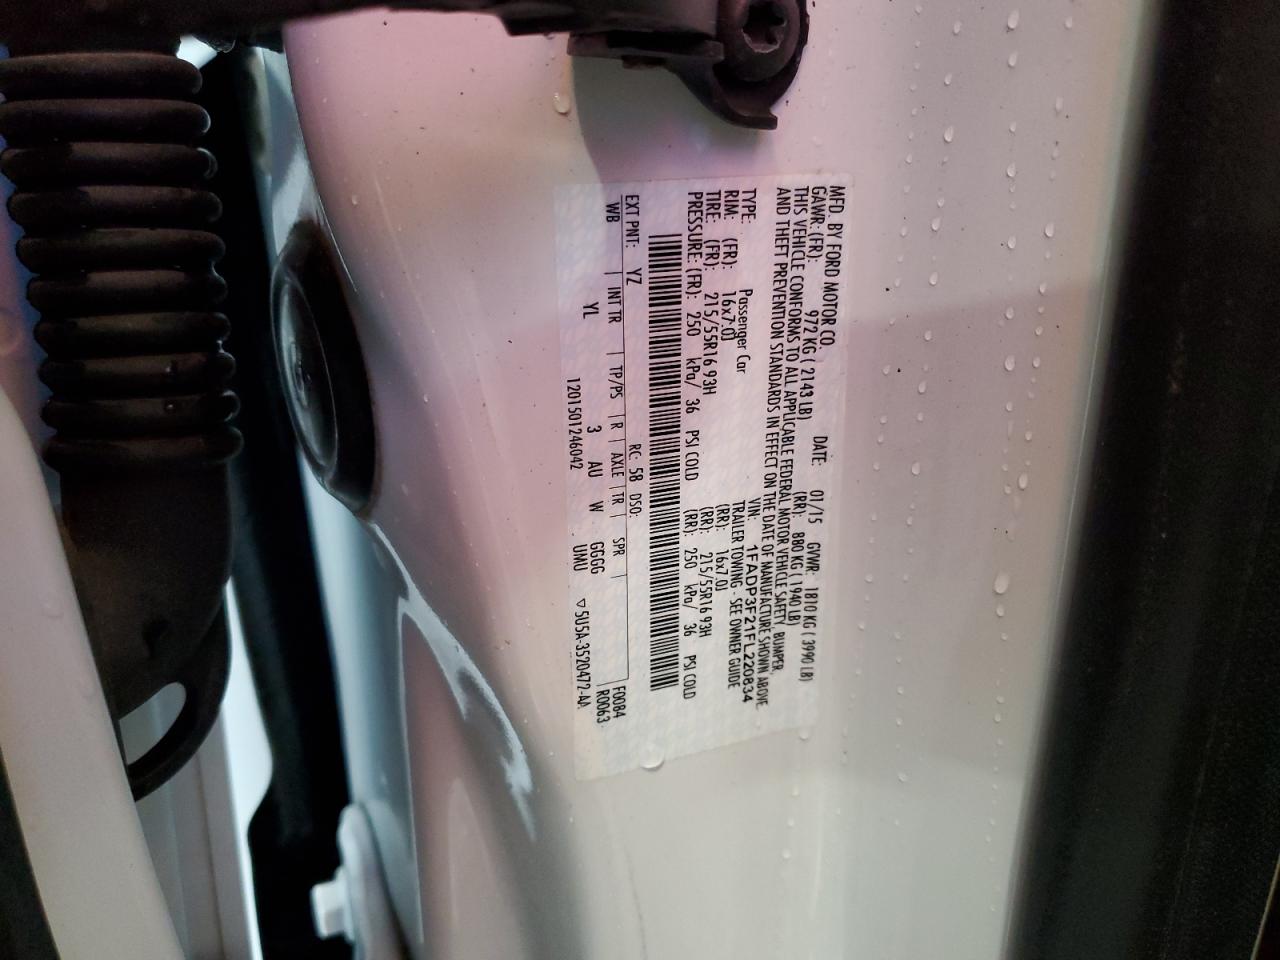 MFD. BY FORD MOTOR CO.
DATE: 01/15 GVWR: 1810 KG ( 3990 LB)
GAWR: (FR): 972 KG ( 2143 LB) (RR): 880 KG ( 1940 LB)
THIS VEHICLE CONFORMS TO ALL APPLICABLE FEDERAL MOTOR VEHICLE SAFETY, BUMPER,
AND THEFT PREVENTION STANDARDS IN EFFECT ON THE DATE OF MANUFACTURE SHOWN ABOVE
VIN: 1FADP3F21FL220834
TYPE: Passenger Car TRAILER TOWING - SEE OWNER GUIDE
RIM: (FR): 16x7.0J (RR): 16x7.0J
TIRE: (FR): 215/55R16 93H (RR): 215/55R16 93H
PRESSURE: (FR): 250 kPa/ 36 PSI COLD (RR): 250 kPa/ 36 PSI COLD
EXT PNT: YZ RC: 58 DSO: F0084
WB | INT TR | TP/PS | R | AXLE | TR | SPR | R0063
YL 3 AU W GGGG
1201501246042 UMU ▽ 5U5A-3520472-AA